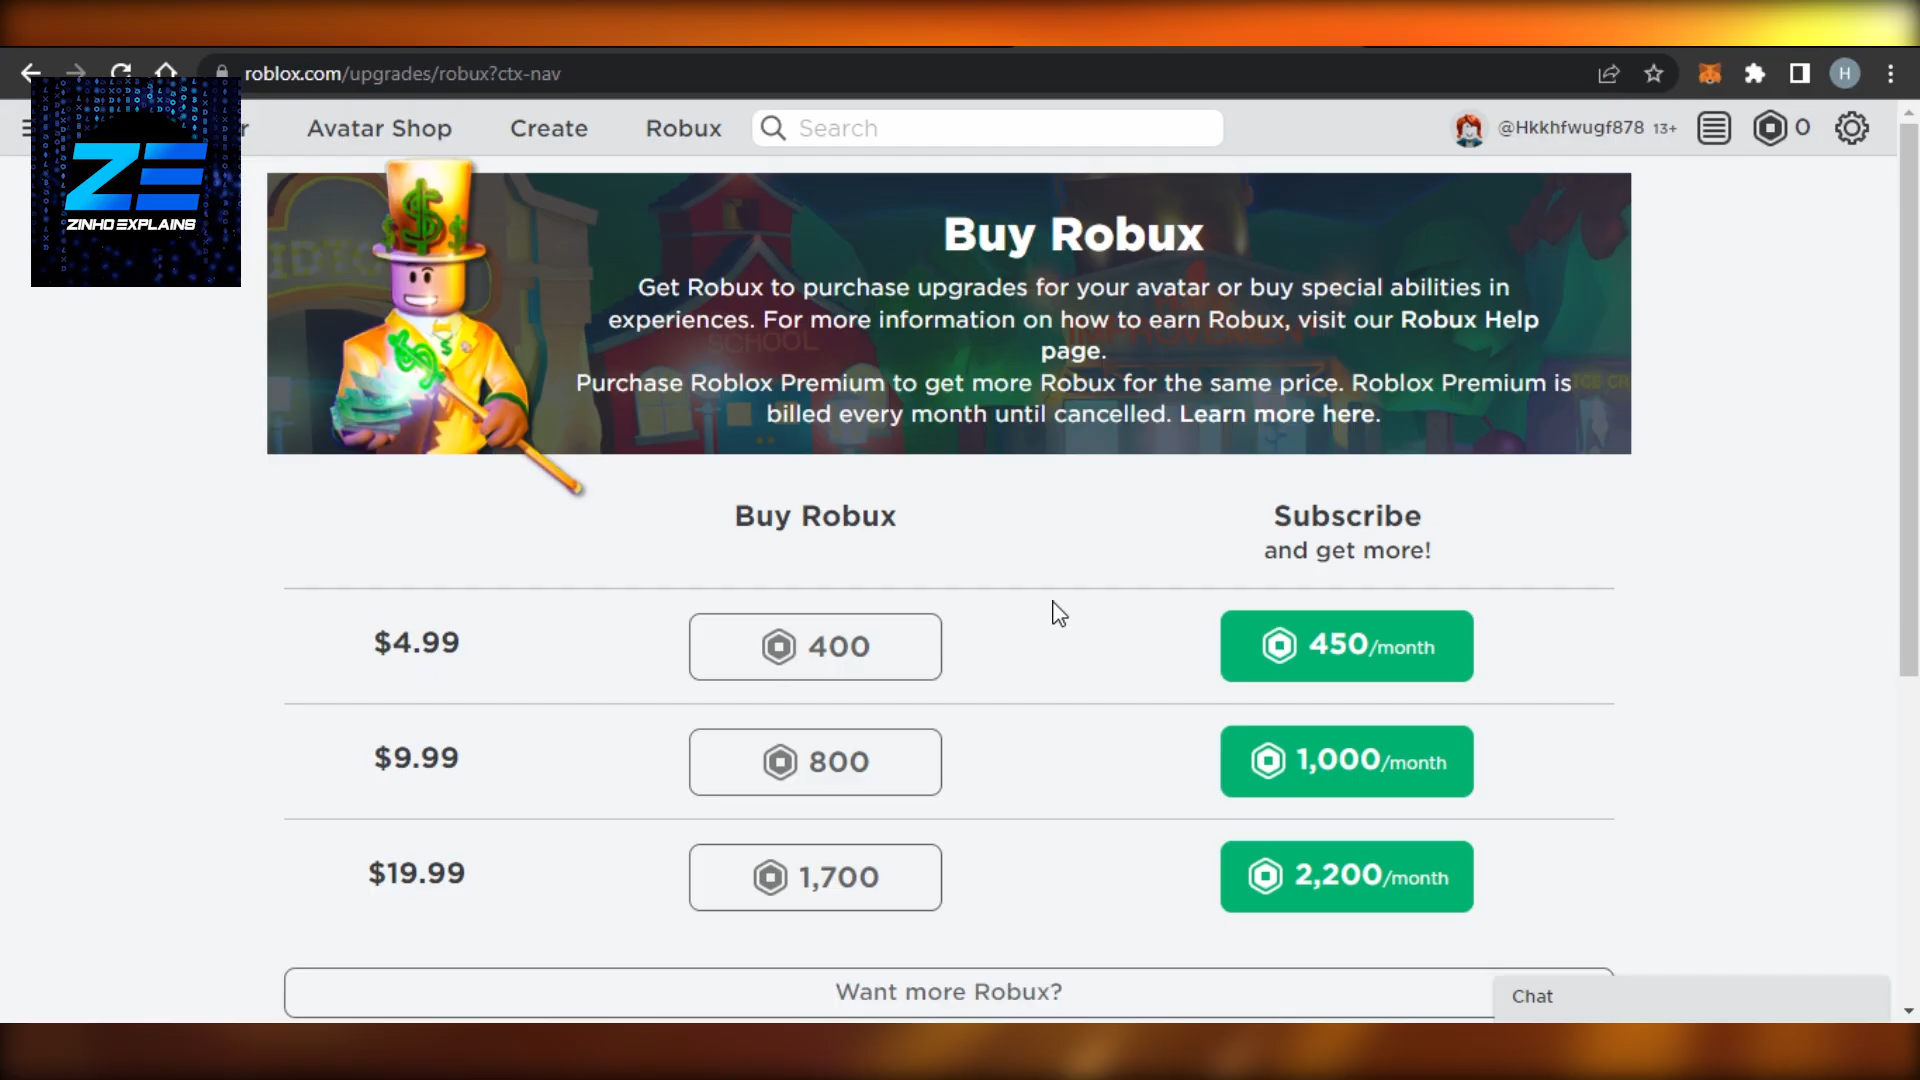 roblox.com/upgrades/robux?ctx-nav
H
r
Avatar Shop
Create
Robux
Search
@Hkkhfwugf878 13+
0
ZE
ZINHO EXPLAINS
Buy Robux
Get Robux to purchase upgrades for your avatar or buy special abilities in
experiences. For more information on how to earn Robux, visit our Robux Help
page.
Purchase Roblox Premium to get more Robux for the same price. Roblox Premium is
billed every month until cancelled. Learn more here.
SCHOOL
Buy Robux
Subscribe
and get more!
$4.99
400
450/month
$9.99
800
1,000/month
$19.99
1,700
2,200/month
Want more Robux?
Chat